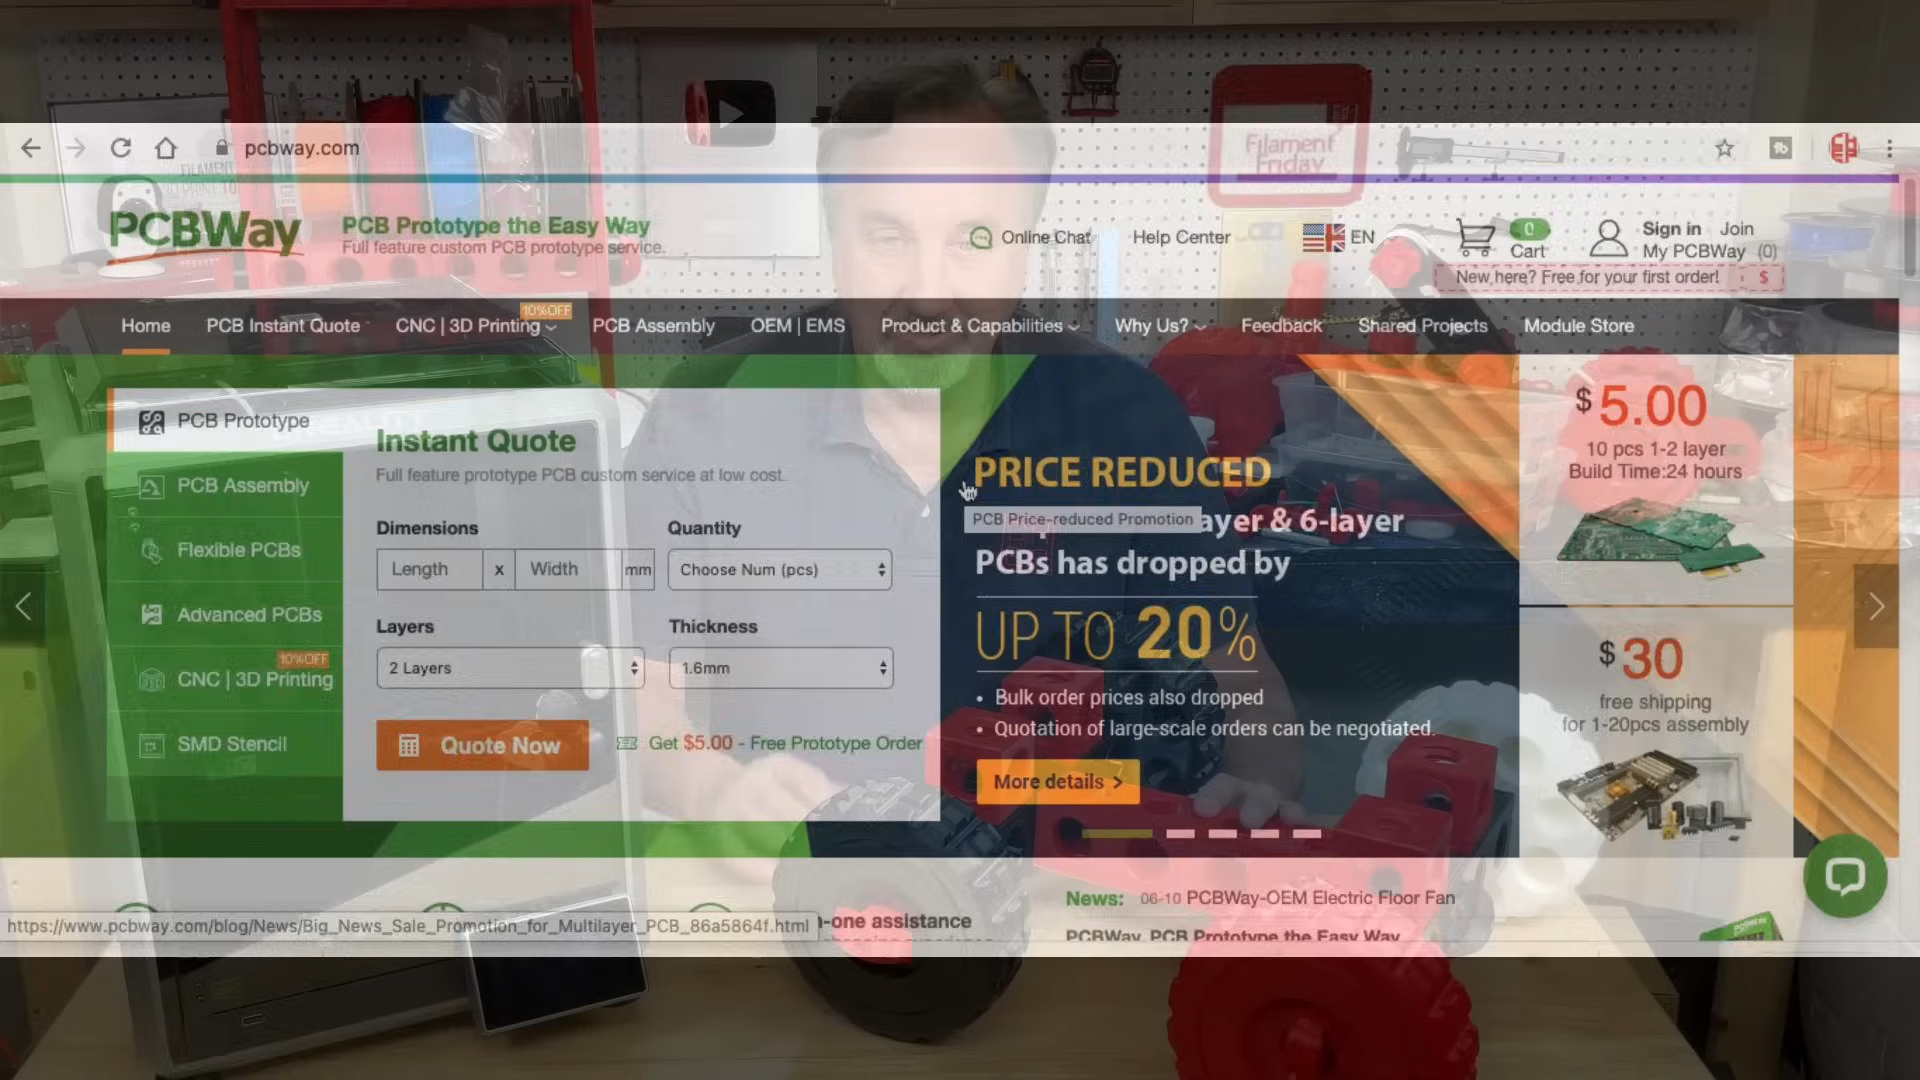 pcbway.com
Filament
Friday
PCBWay
PCB Prototype the Easy Way
Full feature custom PCB prototype service.
Online Chat
Help Center
EN
0
Cart
Sign in Join
My PCBWay (0)
New here? Free for your first order! $
Home
PCB Instant Quote
CNC | 3D Printing
10%OFF
PCB Assembly
OEM | EMS
Product & Capabilities
Why Us?
Feedback
Shared Projects
Module Store
PCB Prototype
PCB Assembly
Flexible PCBs
Advanced PCBs
10%OFF
CNC | 3D Printing
SMD Stencil
Instant Quote
Full feature prototype PCB custom service at low cost.
Dimensions
Length x Width mm
Quantity
Choose Num (pcs)
Layers
2 Layers
Thickness
1.6mm
Quote Now
Get $5.00 - Free Prototype Order
PRICE REDUCED
PCB Price-reduced Promotion
ayer & 6-layer
PCBs has dropped by
UP TO 20%
• Bulk order prices also dropped
• Quotation of large-scale orders can be negotiated.
More details >
$5.00
10 pcs 1-2 layer
Build Time:24 hours
$30
free shipping
for 1-20pcs assembly
https://www.pcbway.com/blog/News/Big_News_Sale_Promotion_for_Multilayer_PCB_86a5864f.html
n-one assistance
News: 06-10 PCBWay-OEM Electric Floor Fan
PCBWay, PCB Prototype the Easy Way